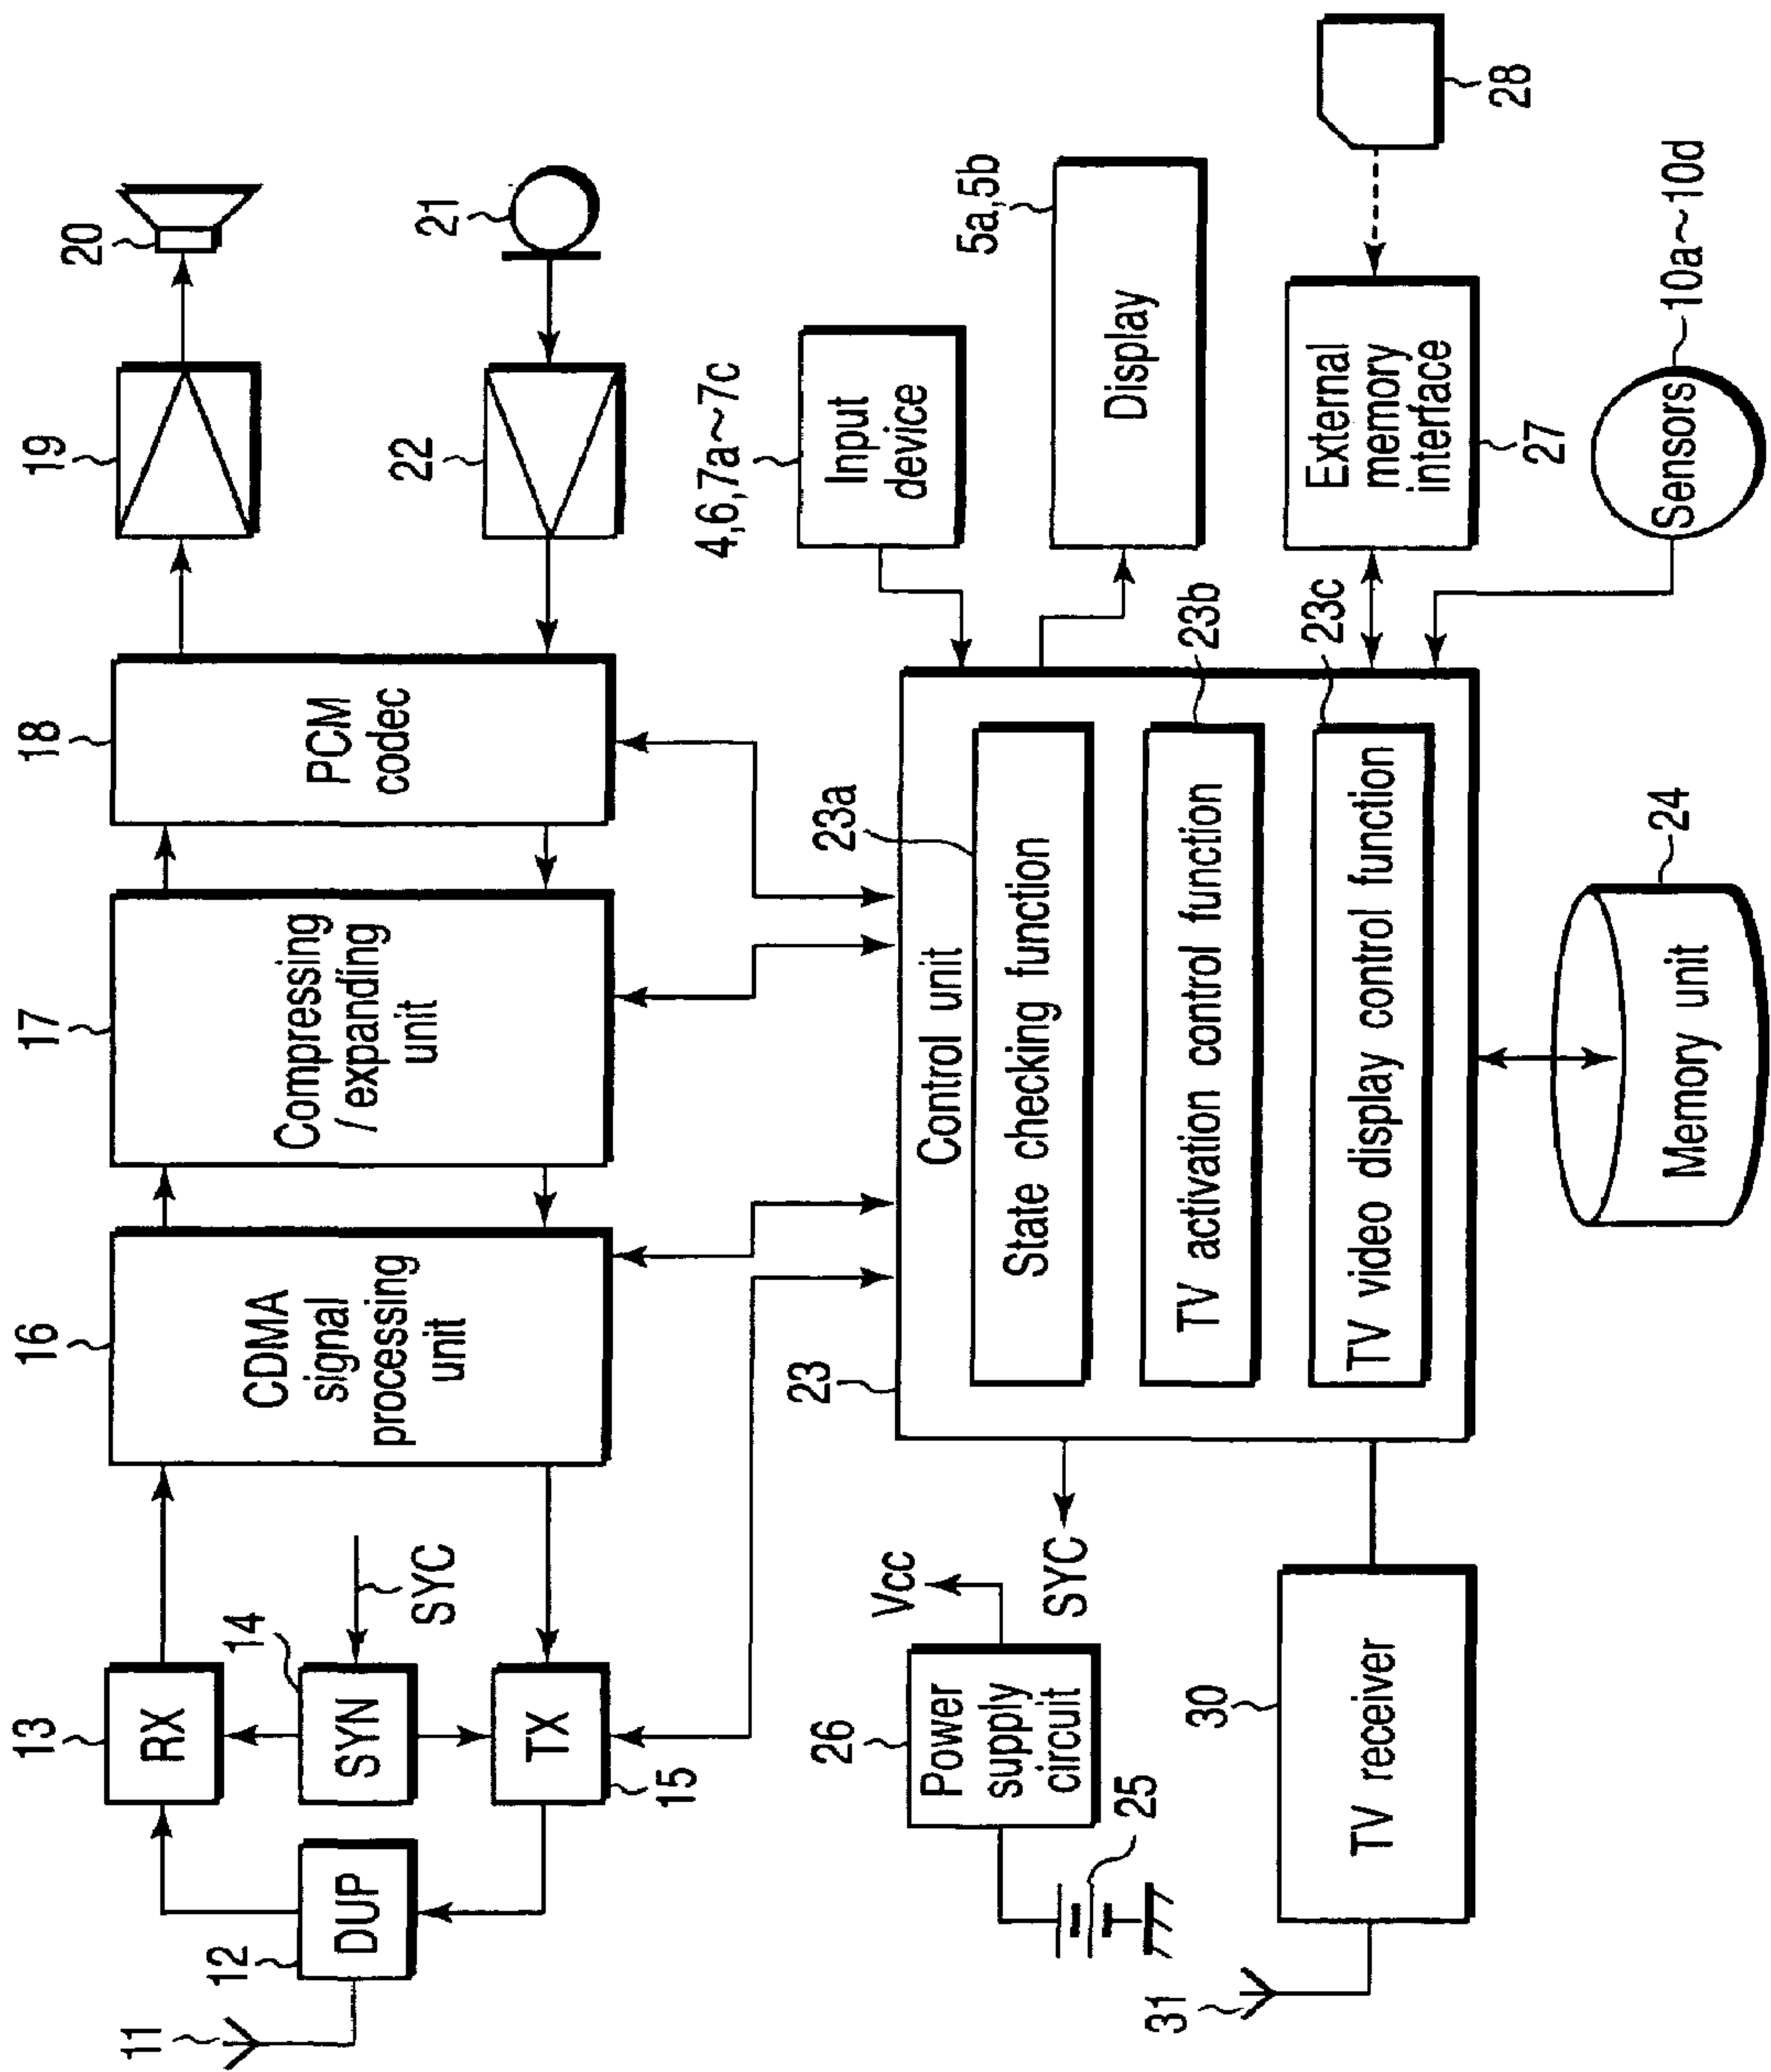 11
12
DUP
13
RX
14
SYN
SYC
TX
15
16
CDMA
signal
processing
unit
17
Compressing
/ expanding
unit
18
PCM
codec
19
20
21
22
4,6,7a~7c
Input
device
5a,5b
Display
28
External
memory
interface
27
Sensors
10a~10d
23
Control unit
23a
State checking function
23b
TV activation control function
23c
TV video display control function
24
Memory unit
Vcc
SYC
26
Power
supply
circuit
25
30
TV receiver
31